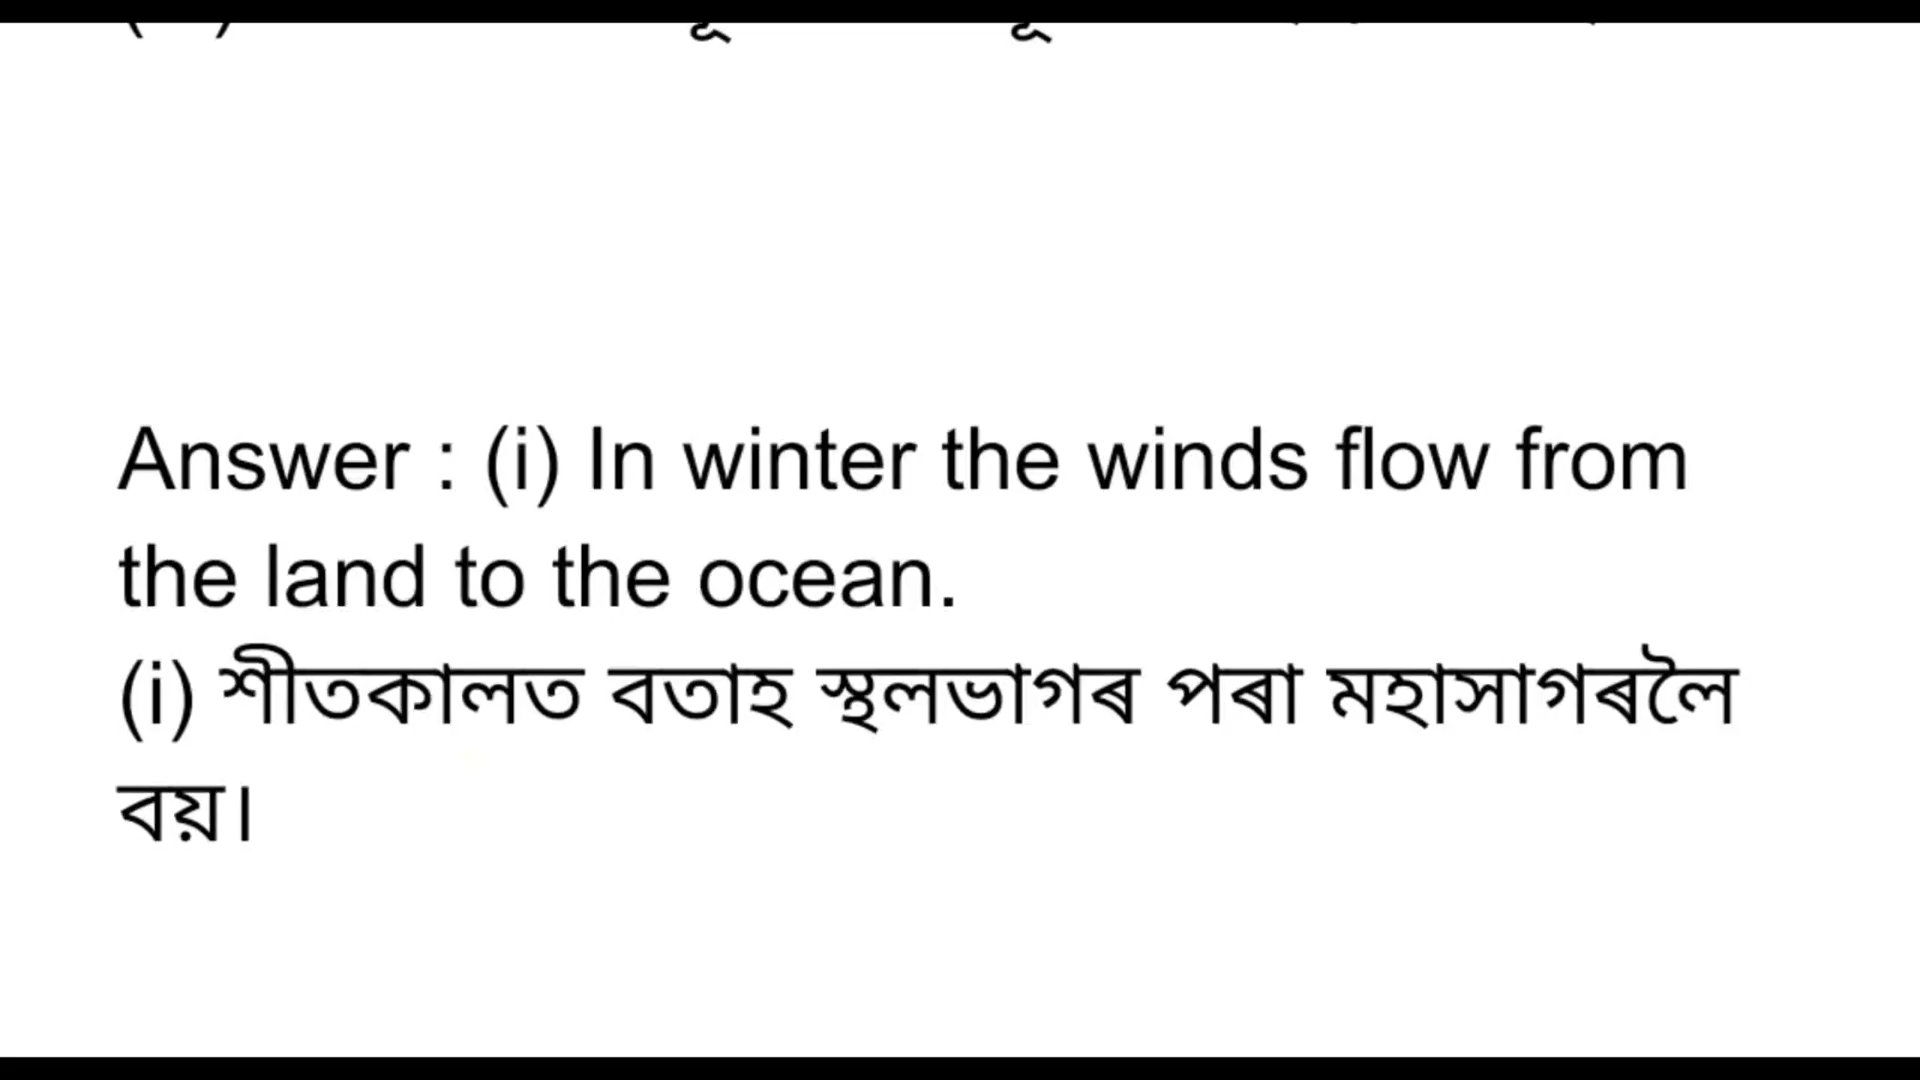 Answer : (i) In winter the winds flow from
the land to the ocean.
(i) শীতকালত বতাহ স্থলভাগৰ পৰা মহাসাগৰলৈ
বয়।